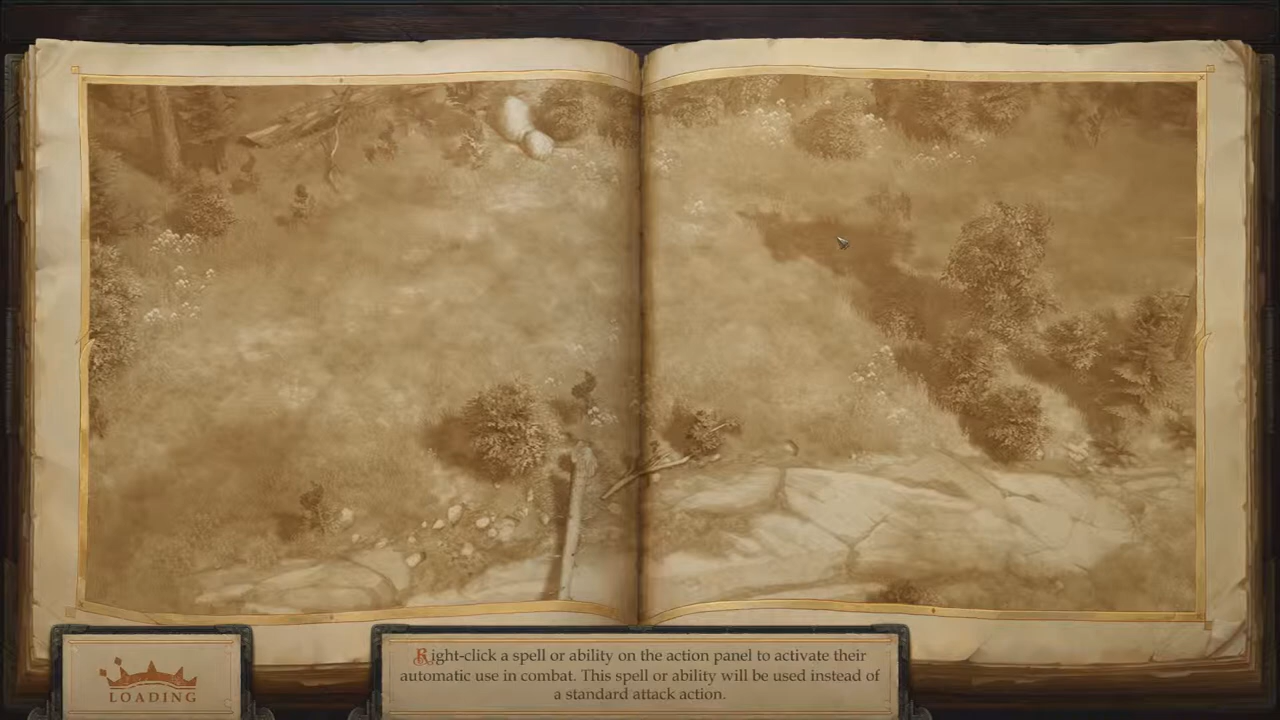 Right-click a spell or ability on the action panel to activate their
automatic use in combat. This spell or ability will be used instead of
a standard attack action.
LOADING